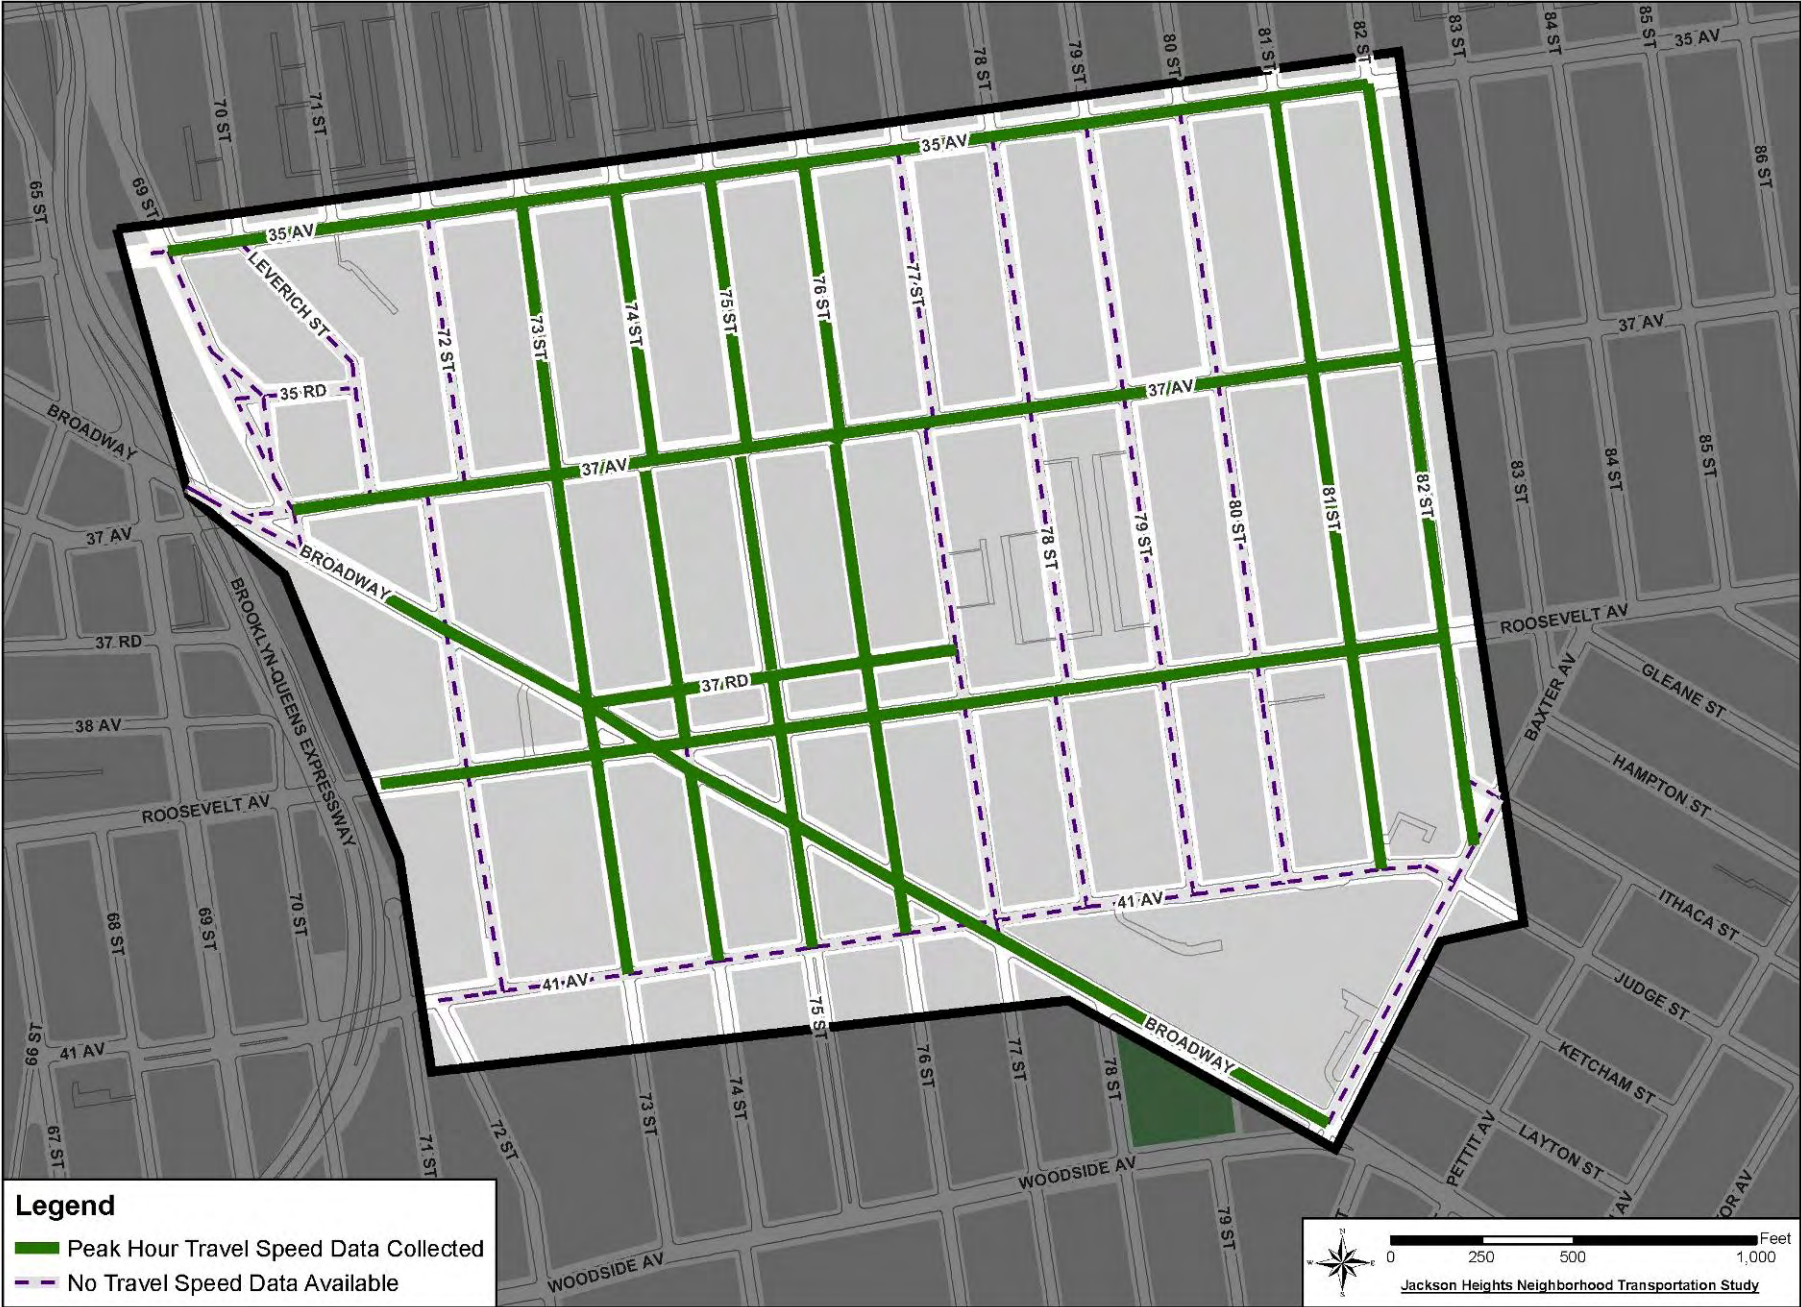 70 ST
71 ST
78 ST
79 ST
80 ST
81 ST
82 ST
83 ST
84 ST
85 ST
35 AV
65 ST
69 ST
35 AV
35 AV
86 ST
LEVERICH ST
72 ST
73 ST
74 ST
75 ST
76 ST
77 ST
35 RD
37 AV
37 AV
37 AV
BROADWAY
37 AV
BROADWAY
78 ST
79 ST
80 ST
81 ST
82 ST
83 ST
84 ST
85 ST
BROOKLYN-QUEENS EXPRESSWAY
37 RD
37 RD
ROOSEVELT AV
BAXTER AV
GLEANE ST
38 AV
ROOSEVELT AV
HAMPTON ST
68 ST
69 ST
70 ST
41 AV
ITHACA ST
41 AV
JUDGE ST
66 ST
41 AV
75 ST
BROADWAY
KETCHAM ST
67 ST
71 ST
72 ST
73 ST
74 ST
76 ST
77 ST
78 ST
WOODSIDE AV
PETTIT AV
LAYTON ST
79 ST
WOODSIDE AV
Legend
Peak Hour Travel Speed Data Collected
No Travel Speed Data Available
N
W E
S
Feet
0 250 500 1,000
Jackson Heights Neighborhood Transportation Study